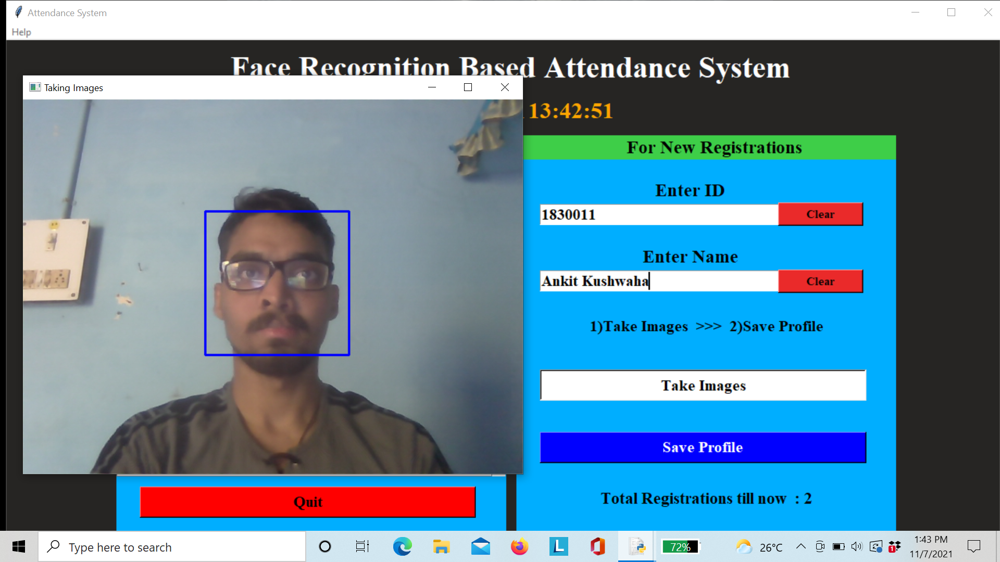 Attendance System
Help
Face Recognition Based Attendance System
Taking Images
13:42:51
For New Registrations
Enter ID
1830011
Clear
Enter Name
Ankit Kushwaha
Clear
1)Take Images >>> 2)Save Profile
Take Images
Save Profile
Quit
Total Registrations till now : 2
Type here to search
L
72%
26°C
1
1:43 PM
11/7/2021